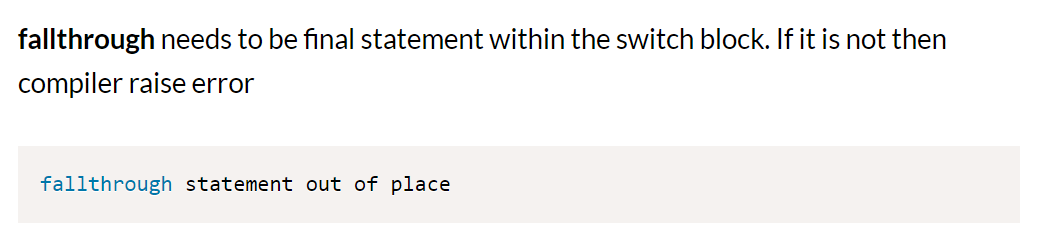 fallthrough needs to be final statement within the switch block. If it is not then
compiler raise error
fallthrough statement out of place